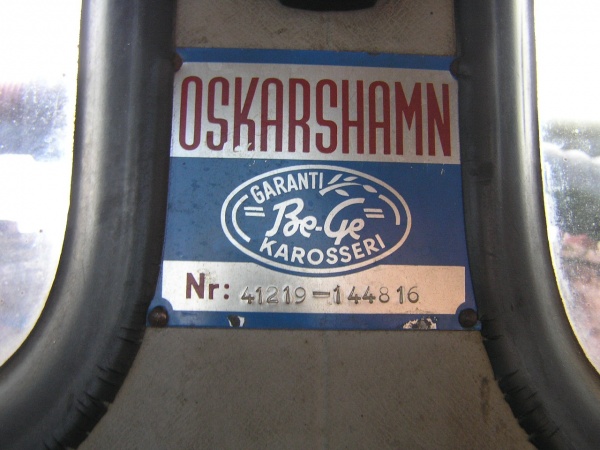 OSKARSHAMN
GARANTI
Be-Ge
KAROSSERI
Nr: 41219-144816